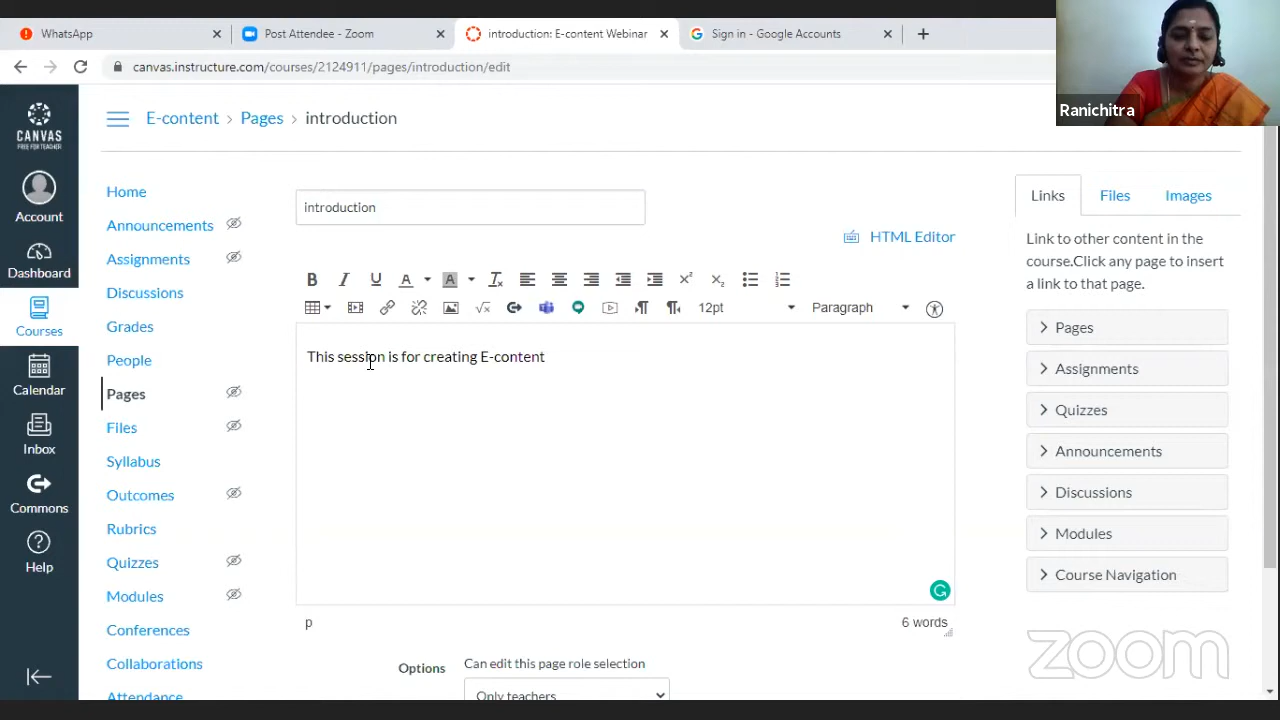 WhatsApp
Post Attendee - Zoom
introduction: E-content Webinar
Sign in - Google Accounts
canvas.instructure.com/courses/2124911/pages/introduction/edit
Ranichitra
CANVAS
FREE FOR TEACHER
Account
Dashboard
Courses
Calendar
Inbox
Commons
Help
E-content > Pages > introduction
Home
Announcements
Assignments
Discussions
Grades
People
Pages
Files
Syllabus
Outcomes
Rubrics
Quizzes
Modules
Conferences
Collaborations
Attendance
introduction
HTML Editor
12pt
Paragraph
This session is for creating E-content
p
6 words
Options
Can edit this page role selection
Only teachers
Links Files Images
Link to other content in the
course.Click any page to insert
a link to that page.
Pages
Assignments
Quizzes
Announcements
Discussions
Modules
Course Navigation
zoom